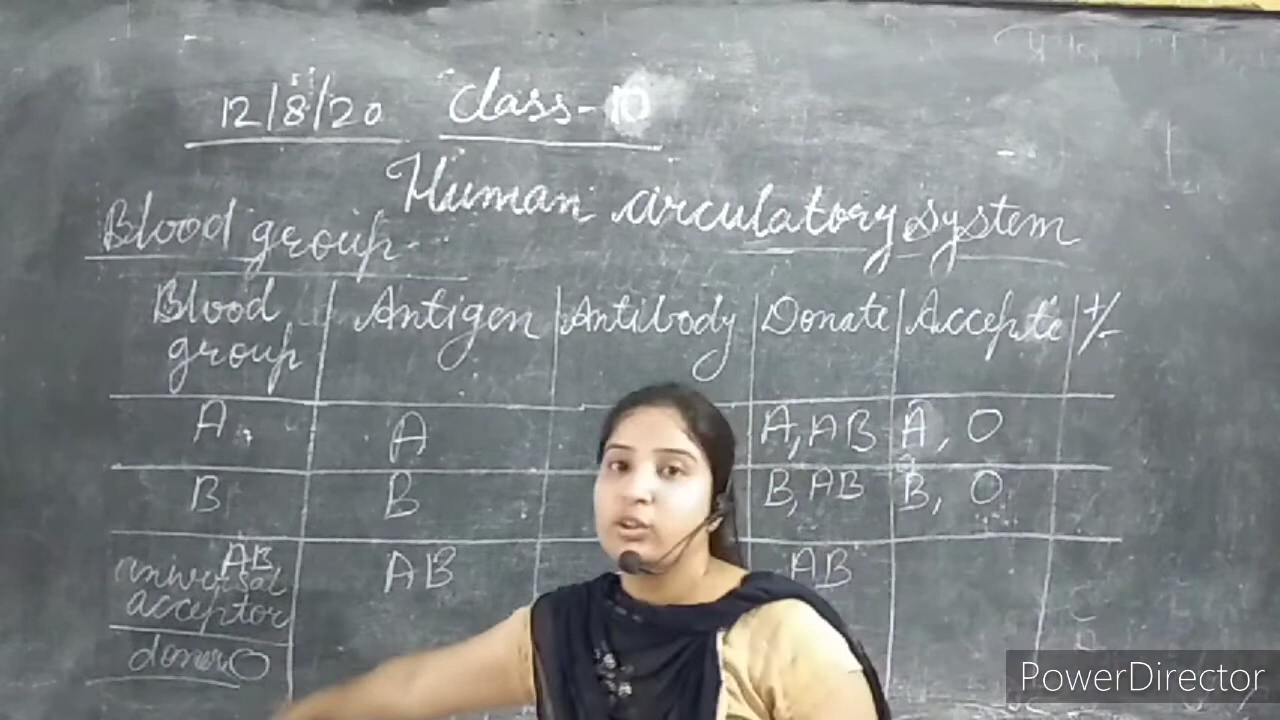 12/8/20 Class-10
Human circulatory system
Blood group
Blood group Antigen Antibody Donate Accepte +/-
A A A, AB A, O
B B B, AB B, O
AB AB AB
universal acceptor
donor O
PowerDirector